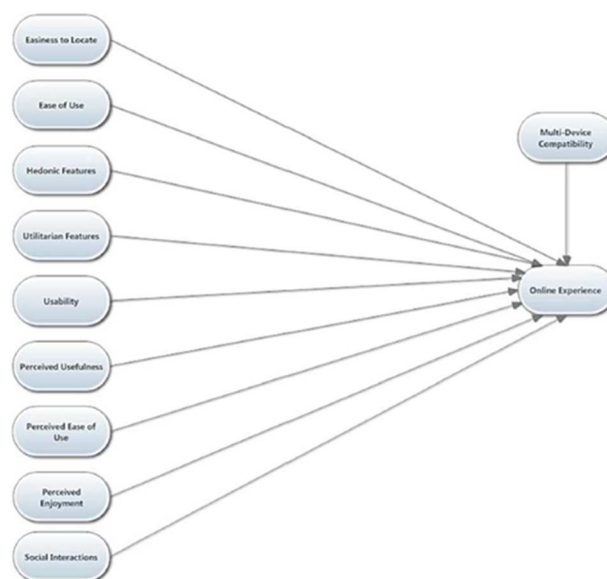 Easiness to Locate
Ease of Use
Multi-Device
Compatibility
Hedonic Features
Utilitarian Features
Online Experience
Usability
Perceived Usefulness
Perceived Ease of
Use
Perceived
Enjoyment
Social Interactions